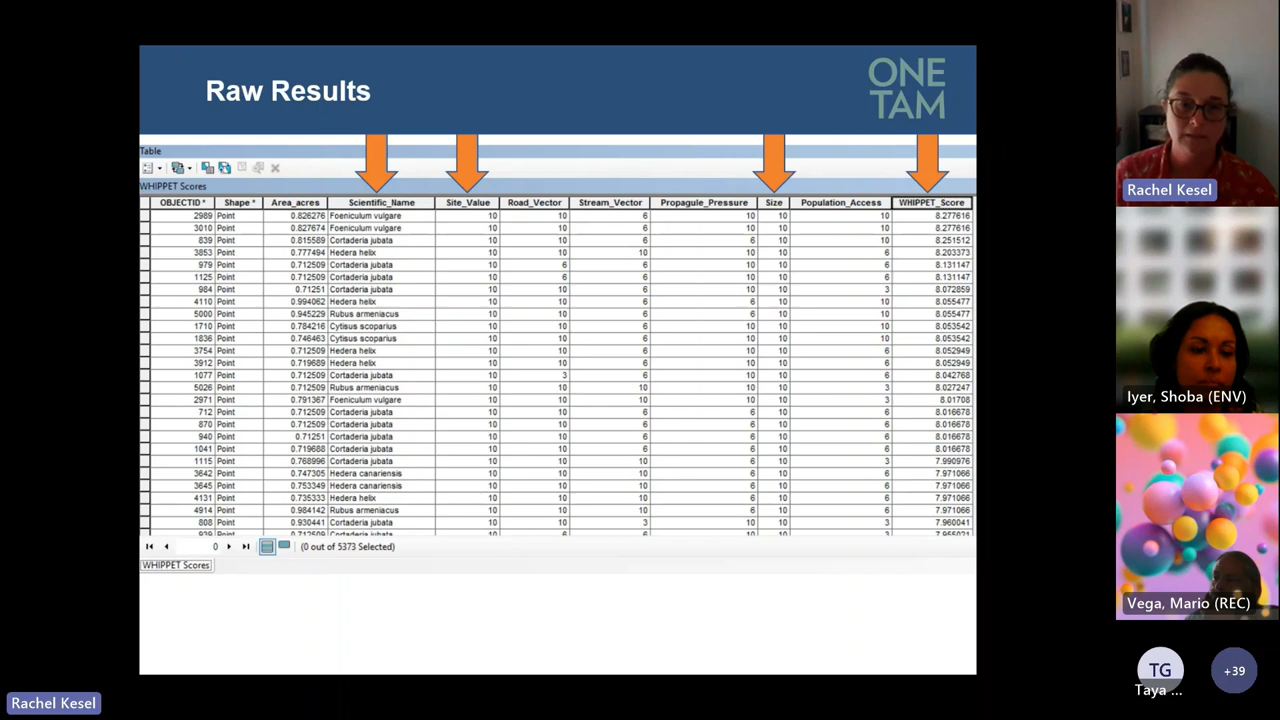 Raw Results
ONE
TAM
Table
WHIPPET Scores
OBJECTID * Shape * Area_acres Scientific_Name Site_Value Road_Vector Stream_Vector Propagule_Pressure Size Population_Access WHIPPET_Score
2989 Point 0.826276 Foeniculum vulgare 10 10 6 10 10 10 8.277616
3010 Point 0.827674 Foeniculum vulgare 10 10 6 10 10 10 8.277616
839 Point 0.815589 Cortaderia jubata 10 10 6 10 10 10 8.251512
3853 Point 0.777494 Hedera helix 10 10 10 10 10 6 8.203373
979 Point 0.712509 Cortaderia jubata 10 6 6 10 10 6 8.131147
1125 Point 0.712509 Cortaderia jubata 10 6 6 10 10 6 8.131147
984 Point 0.71251 Cortaderia jubata 10 10 6 10 10 3 8.072859
4110 Point 0.994062 Hedera helix 10 10 6 6 10 10 8.055477
5000 Point 0.945229 Rubus armeniacus 10 10 6 6 10 10 8.055477
1710 Point 0.784216 Cytisus scoparius 10 10 6 10 10 10 8.053542
1836 Point 0.746463 Cytisus scoparius 10 10 6 10 10 10 8.053542
3754 Point 0.712509 Hedera helix 10 10 6 10 10 6 8.052949
3912 Point 0.719689 Hedera helix 10 10 6 10 10 6 8.052949
1077 Point 0.712509 Cortaderia jubata 10 3 6 10 10 6 8.042768
5026 Point 0.712509 Rubus armeniacus 10 10 10 10 10 3 8.027247
2971 Point 0.791367 Foeniculum vulgare 10 10 10 6 10 3 8.01708
712 Point 0.712509 Cortaderia jubata 10 10 6 6 10 6 8.016678
870 Point 0.712509 Cortaderia jubata 10 10 6 6 10 6 8.016678
940 Point 0.71251 Cortaderia jubata 10 10 6 6 10 6 8.016678
1041 Point 0.719688 Cortaderia jubata 10 10 6 6 10 6 8.016678
1115 Point 0.768996 Cortaderia jubata 10 10 10 6 10 3 7.990976
3642 Point 0.747305 Hedera canariensis 10 10 10 6 10 6 7.971066
3645 Point 0.753349 Hedera canariensis 10 10 10 6 10 6 7.971066
4131 Point 0.735333 Hedera helix 10 10 10 6 10 6 7.971066
4914 Point 0.984142 Rubus armeniacus 10 10 10 6 10 6 7.971066
808 Point 0.930441 Cortaderia jubata 10 10 3 10 10 3 7.960041
0 (0 out of 5373 Selected)
WHIPPET Scores
Rachel Kesel
Iyer, Shoba (ENV)
Vega, Mario (REC)
TG
Taya ...
+39
Rachel Kesel